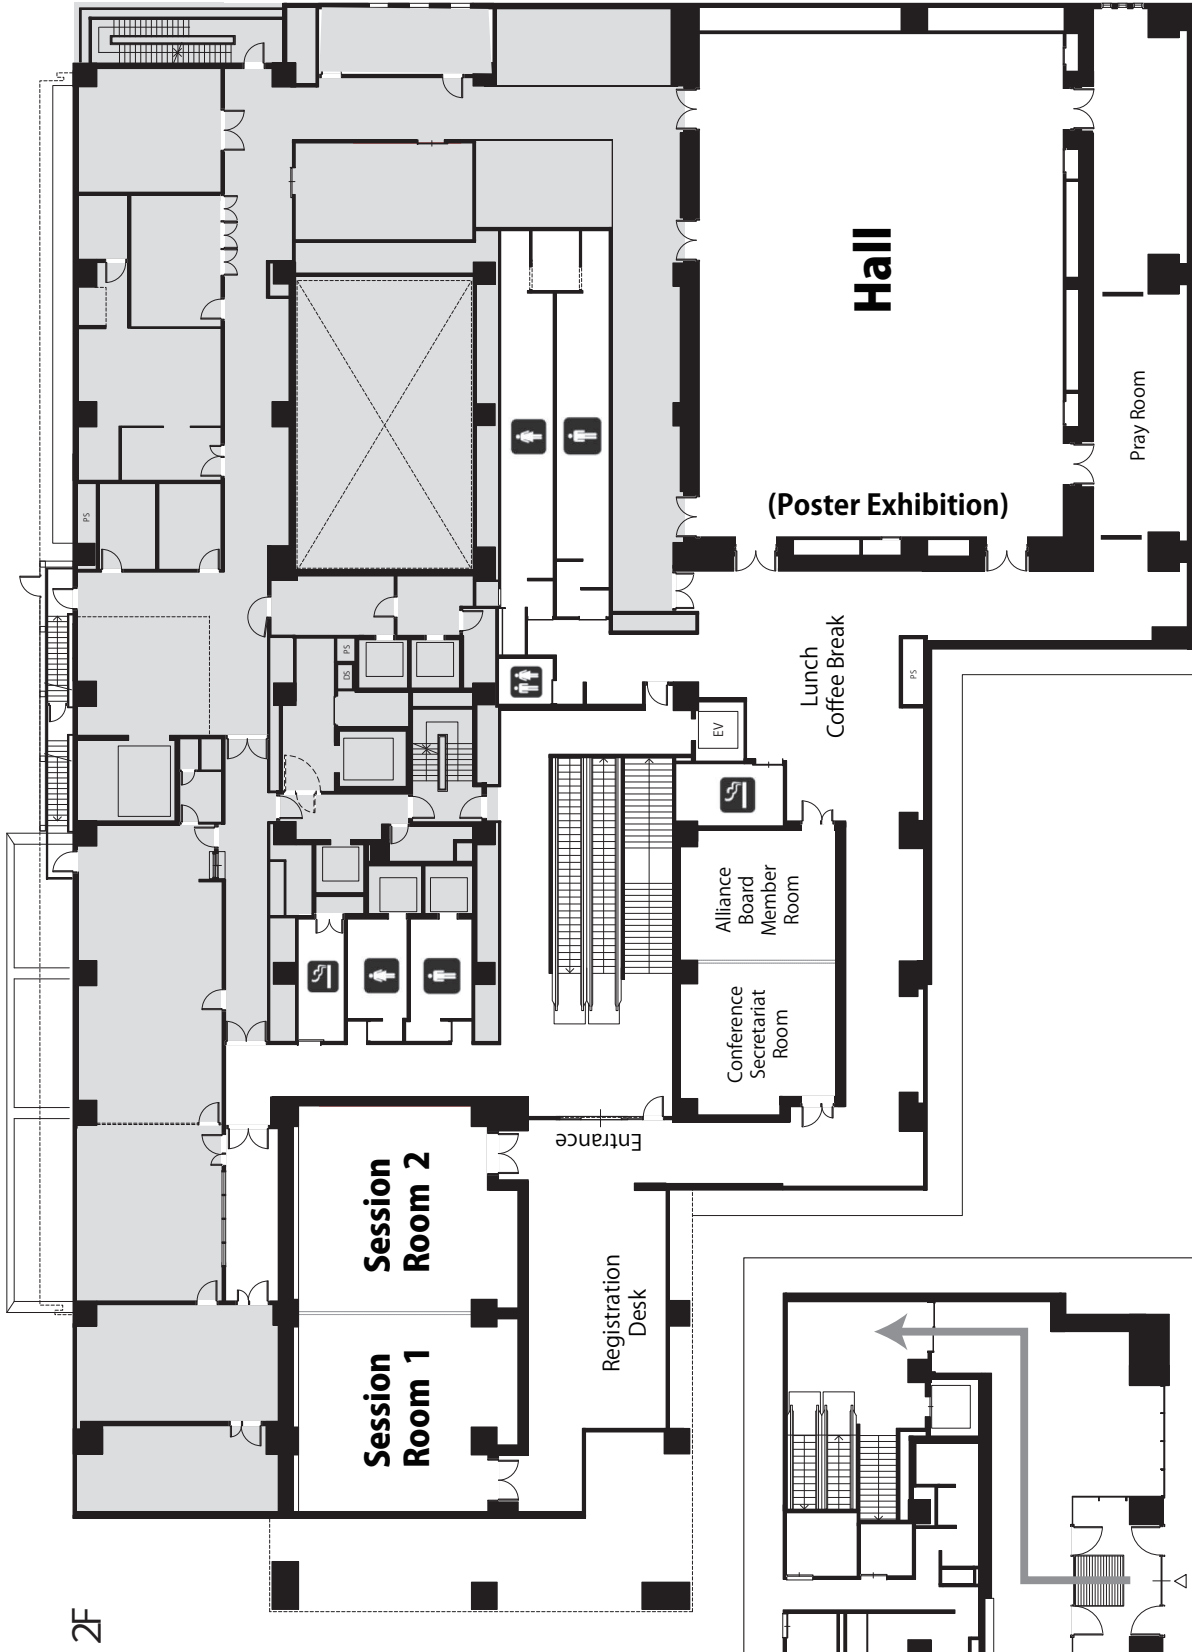 2F
PS
Hall
(Poster Exhibition)
Pray Room
PS
DS
EV
Lunch
Coffee Break
PS
Alliance
Board
Member
Room
Conference
Secretariat
Room
Entrance
Session
Room 2
Session
Room 1
Registration
Desk